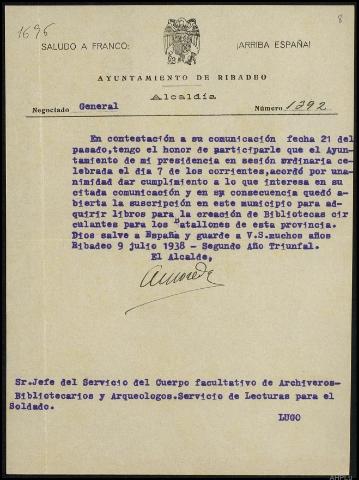 1696
8
SALUDO A FRANCO: ¡ARRIBA ESPAÑA!
AYUNTAMIENTO DE RIBADEO
Alcaldía
Negociado General Número 1292
En contestación a su comunicación fecha 21 del
pasado,tengo el honor de participarle que el Ayun-
tamiento de mi presidencia en sesión ordinaria ce-
lebrada el dia 7 de los corrientes,acordó por una-
nimidad dar cumplimiento a lo que interesa en su
citada comunicación y en su consecuencia quedó a-
bierta la suscripción en este municipio para ad-
quirir libros para la creación de Bibliotecas cir
culantes para los Batallones de esta provincia.
Dios salve a España y guarde a V.S.muchos años
Ribadeo 9 julio 1938 - Segundo Año Triunfal.
El Alcalde,
Sr.Jefe del Servicio del Cuerpo facultativo de Archiveros-
Bibliotecarios y Arqueologos.Servicio de Lecturas para el
Soldado.
LUGO
AHPLU